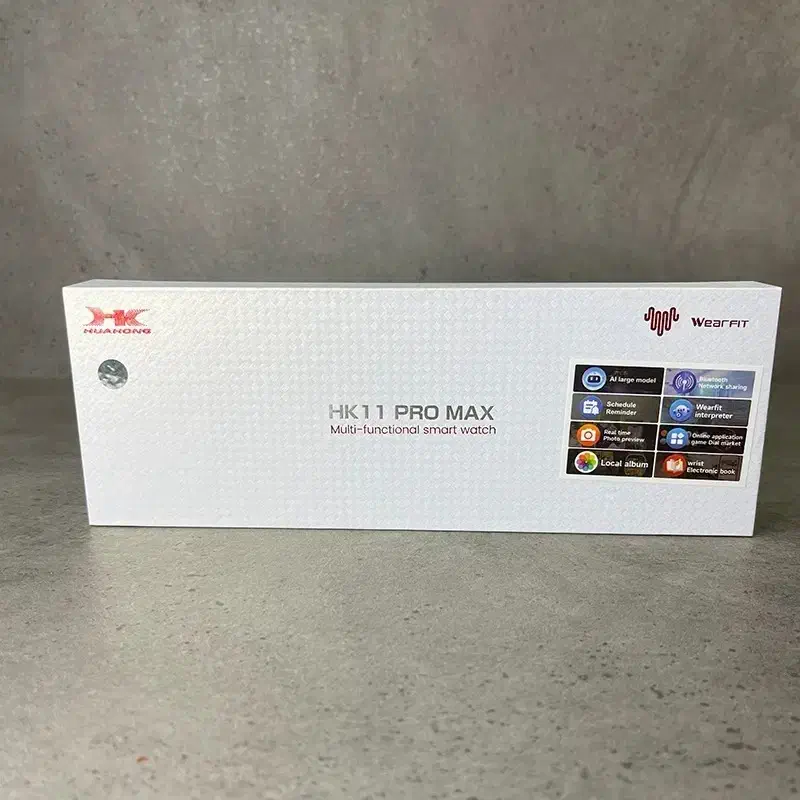 HK
HUAHONG
WearFIT
HK11 PRO MAX
Multi-functional smart watch
AI large model
Bluetooth
Network sharing
Schedule
Reminder
Wearfit
interpreter
Real time
Photo preview
Online application
game Dial market
Local album
wrist
Electronic book